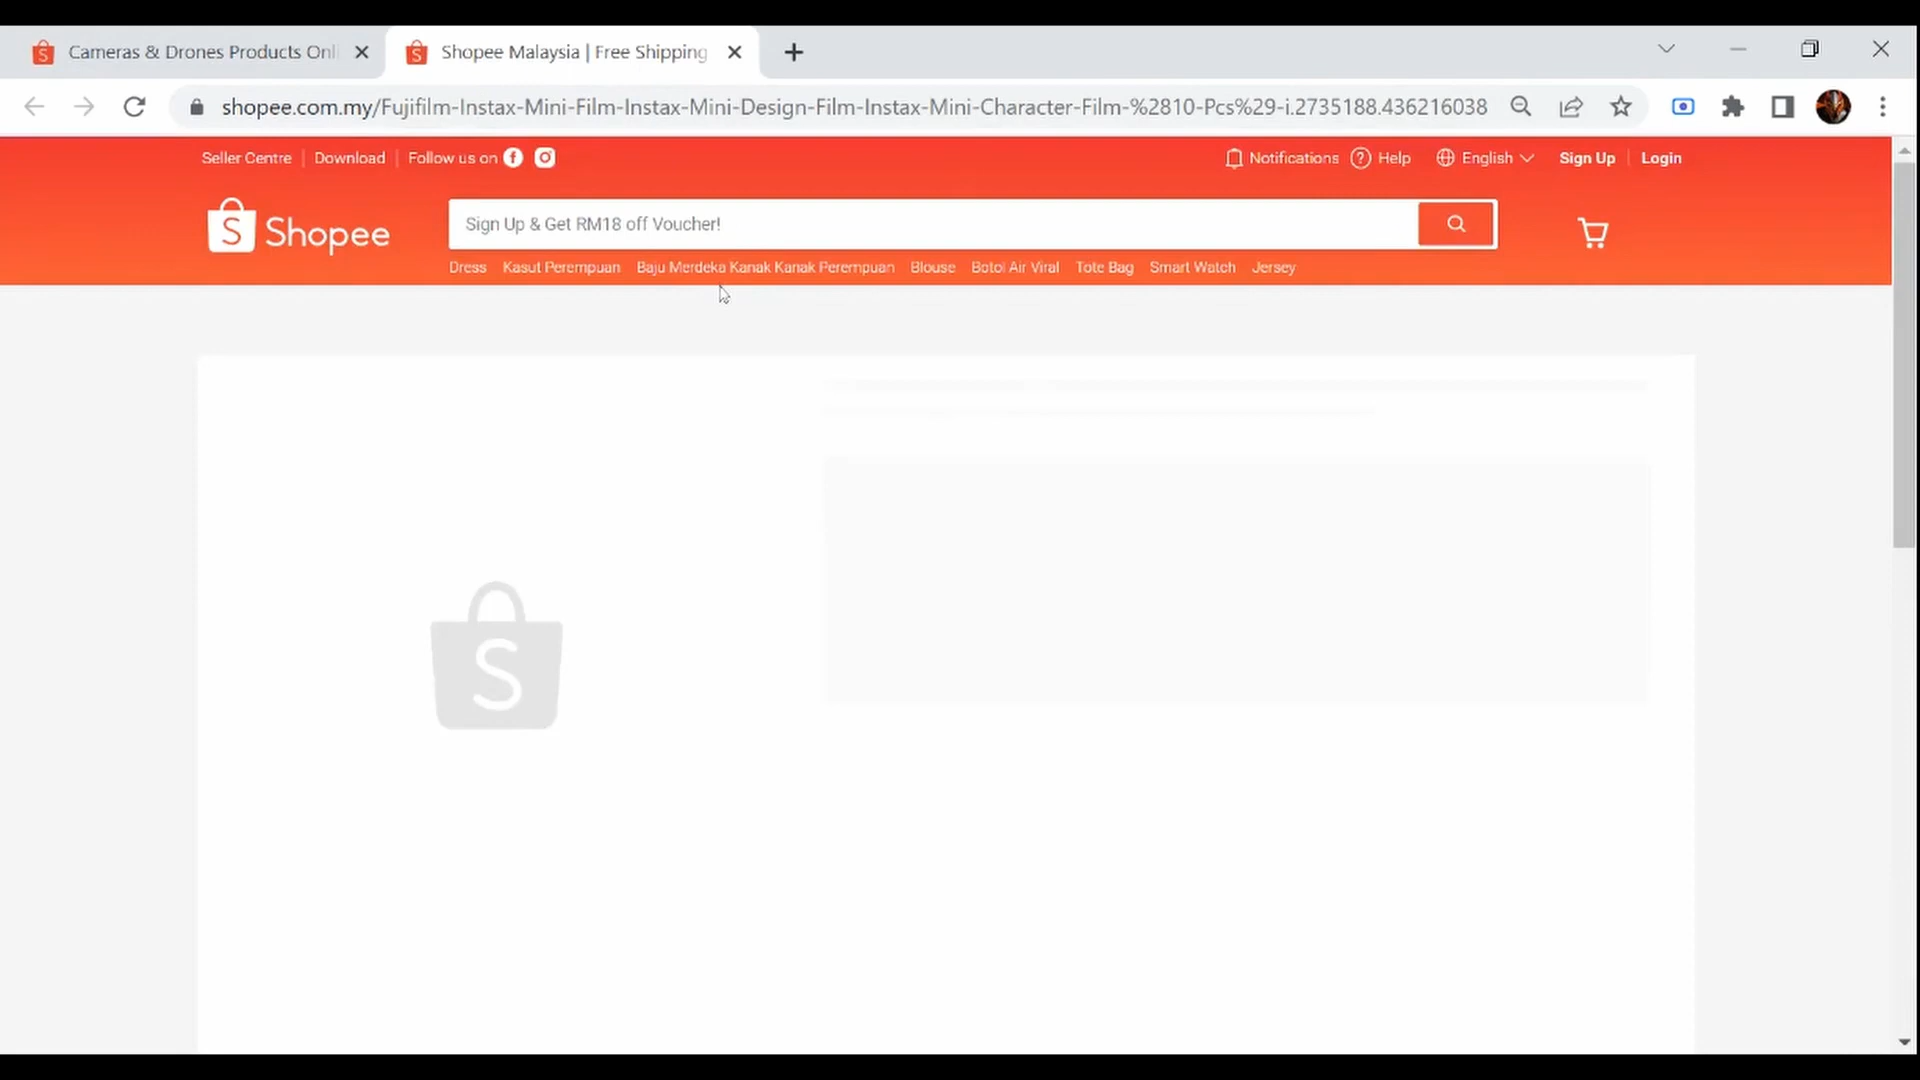 Cameras & Drones Products Onl
Shopee Malaysia | Free Shipping
shopee.com.my/Fujifilm-Instax-Mini-Film-Instax-Mini-Design-Film-Instax-Mini-Character-Film-%2810-Pcs%29-i.2735188.436216038
Seller Centre | Download | Follow us on
Notifications Help English Sign Up | Login
Shopee
Sign Up & Get RM18 off Voucher!
Dress Kasut Perempuan Baju Merdeka Kanak Kanak Perempuan Blouse Botol Air Viral Tote Bag Smart Watch Jersey